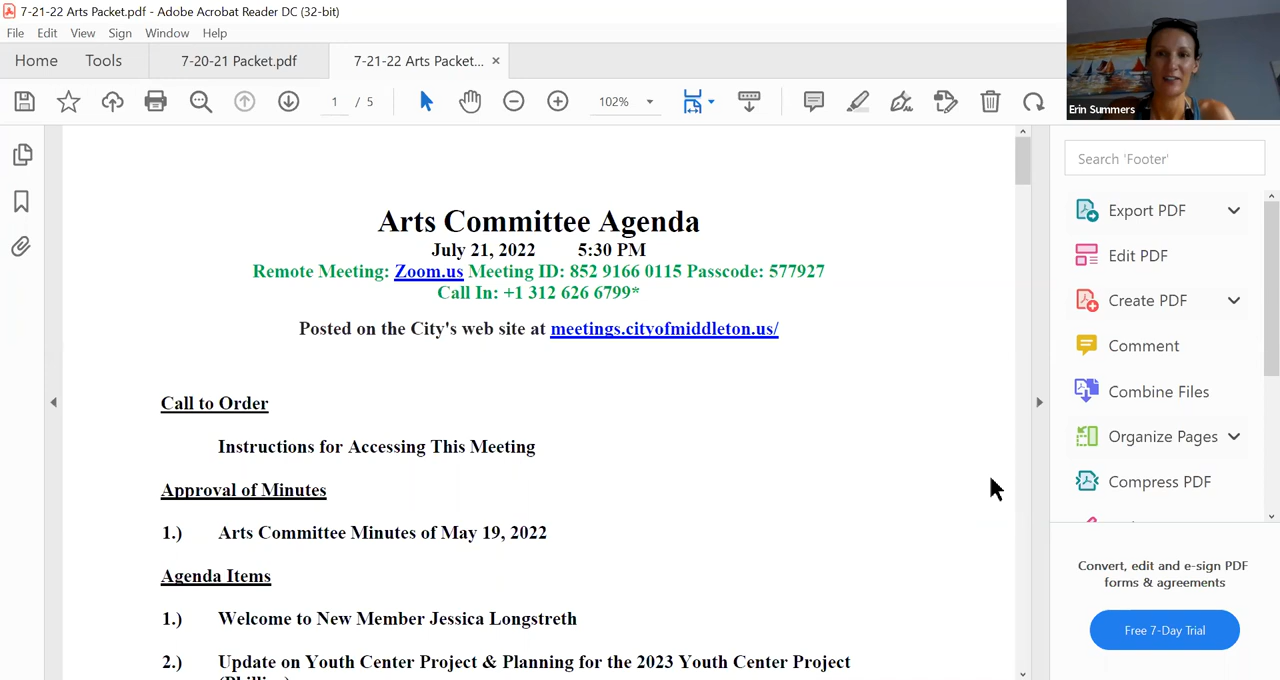 7-21-22 Arts Packet.pdf - Adobe Acrobat Reader DC (32-bit)
File Edit View Sign Window Help
Home Tools 7-20-21 Packet.pdf 7-21-22 Arts Packet... ×
1 / 5 102%
Erin Summers
Search 'Footer'
Arts Committee Agenda
July 21, 2022 5:30 PM
Remote Meeting: Zoom.us Meeting ID: 852 9166 0115 Passcode: 577927
Call In: +1 312 626 6799*
Posted on the City's web site at meetings.cityofmiddleton.us/
Call to Order
Instructions for Accessing This Meeting
Approval of Minutes
1.) Arts Committee Minutes of May 19, 2022
Agenda Items
1.) Welcome to New Member Jessica Longstreth
2.) Update on Youth Center Project & Planning for the 2023 Youth Center Project
Export PDF
Edit PDF
Create PDF
Comment
Combine Files
Organize Pages
Compress PDF
Convert, edit and e-sign PDF
forms & agreements
Free 7-Day Trial